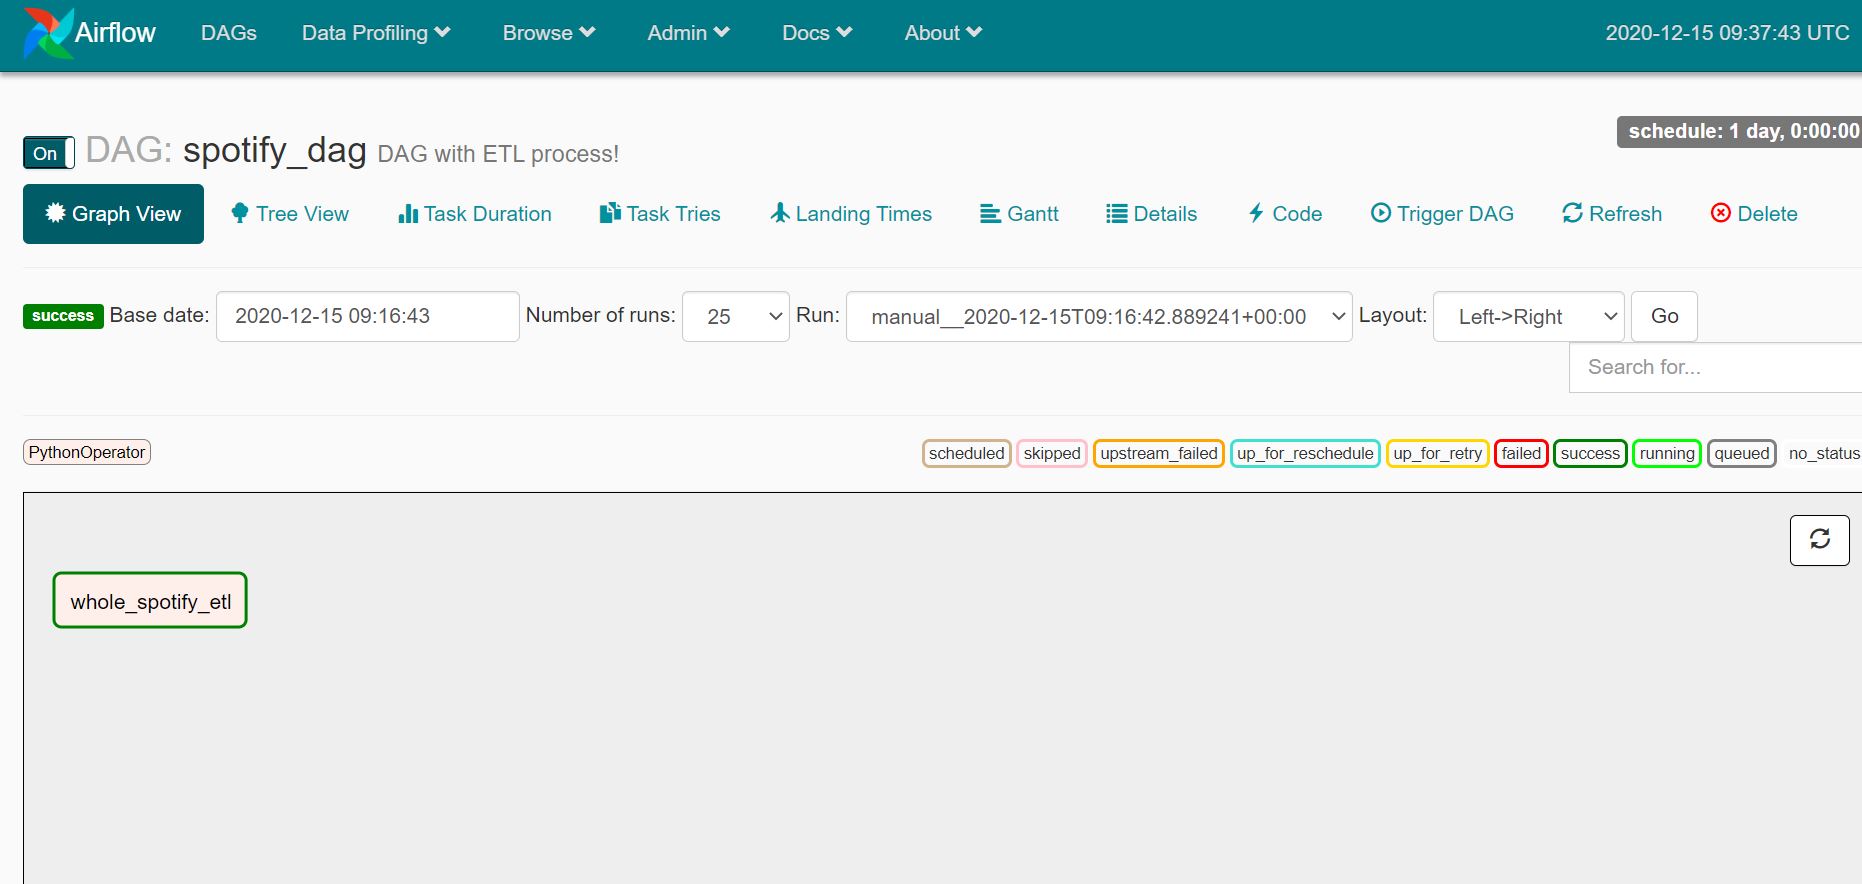 Airflow DAGs Data Profiling Browse Admin Docs About 2020-12-15 09:37:43 UTC
schedule: 1 day, 0:00:00
On DAG: spotify_dag DAG with ETL process!
Graph View Tree View Task Duration Task Tries Landing Times Gantt Details Code Trigger DAG Refresh Delete
success Base date: 2020-12-15 09:16:43 Number of runs: 25 Run: manual__2020-12-15T09:16:42.889241+00:00 Layout: Left->Right Go
Search for...
PythonOperator scheduled skipped upstream_failed up_for_reschedule up_for_retry failed success running queued no_status
whole_spotify_etl